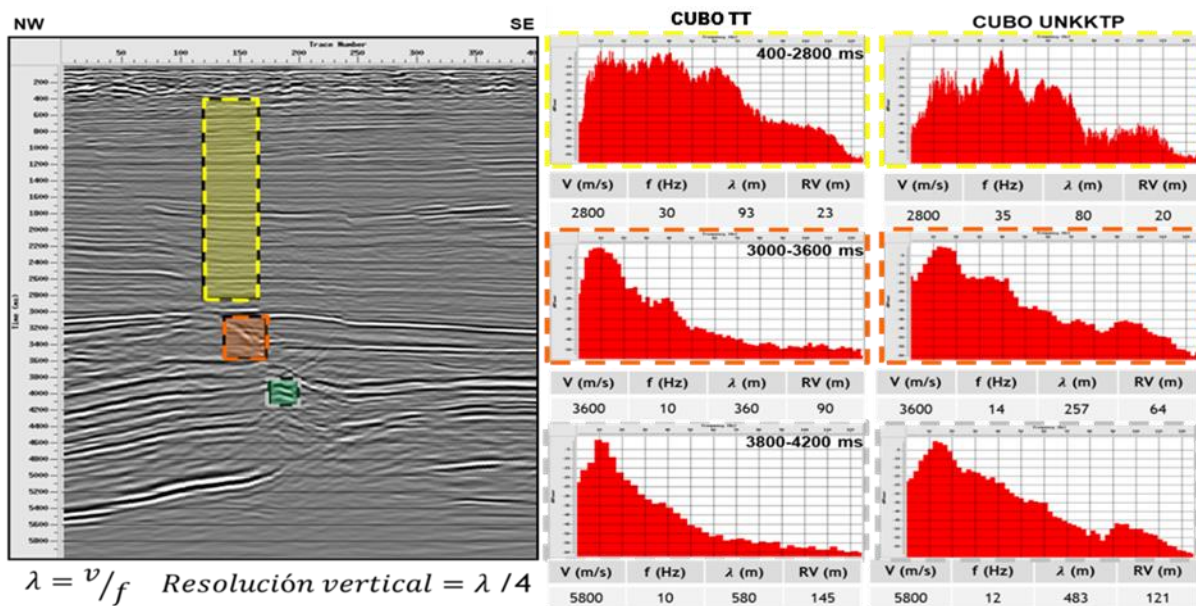 NW
SE
Trace Number
50 100 150 200 250 300 350
Time (ms)
200
400
600
800
1000
1200
1400
1600
1800
2000
2200
2400
2600
2800
3000
3200
3400
3600
3800
4000
4200
4400
4600
4800
5000
5200
5400
5600
5800
λ = v/f Resolución vertical = λ /4
CUBO TT
400-2800 ms
V (m/s) f (Hz) λ (m) RV (m)
2800 30 93 23
3000-3600 ms
V (m/s) f (Hz) λ (m) RV (m)
3600 10 360 90
3800-4200 ms
V (m/s) f (Hz) λ (m) RV (m)
5800 10 580 145
CUBO UNKKTP
V (m/s) f (Hz) λ (m) RV (m)
2800 35 80 20
V (m/s) f (Hz) λ (m) RV (m)
3600 14 257 64
V (m/s) f (Hz) λ (m) RV (m)
5800 12 483 121